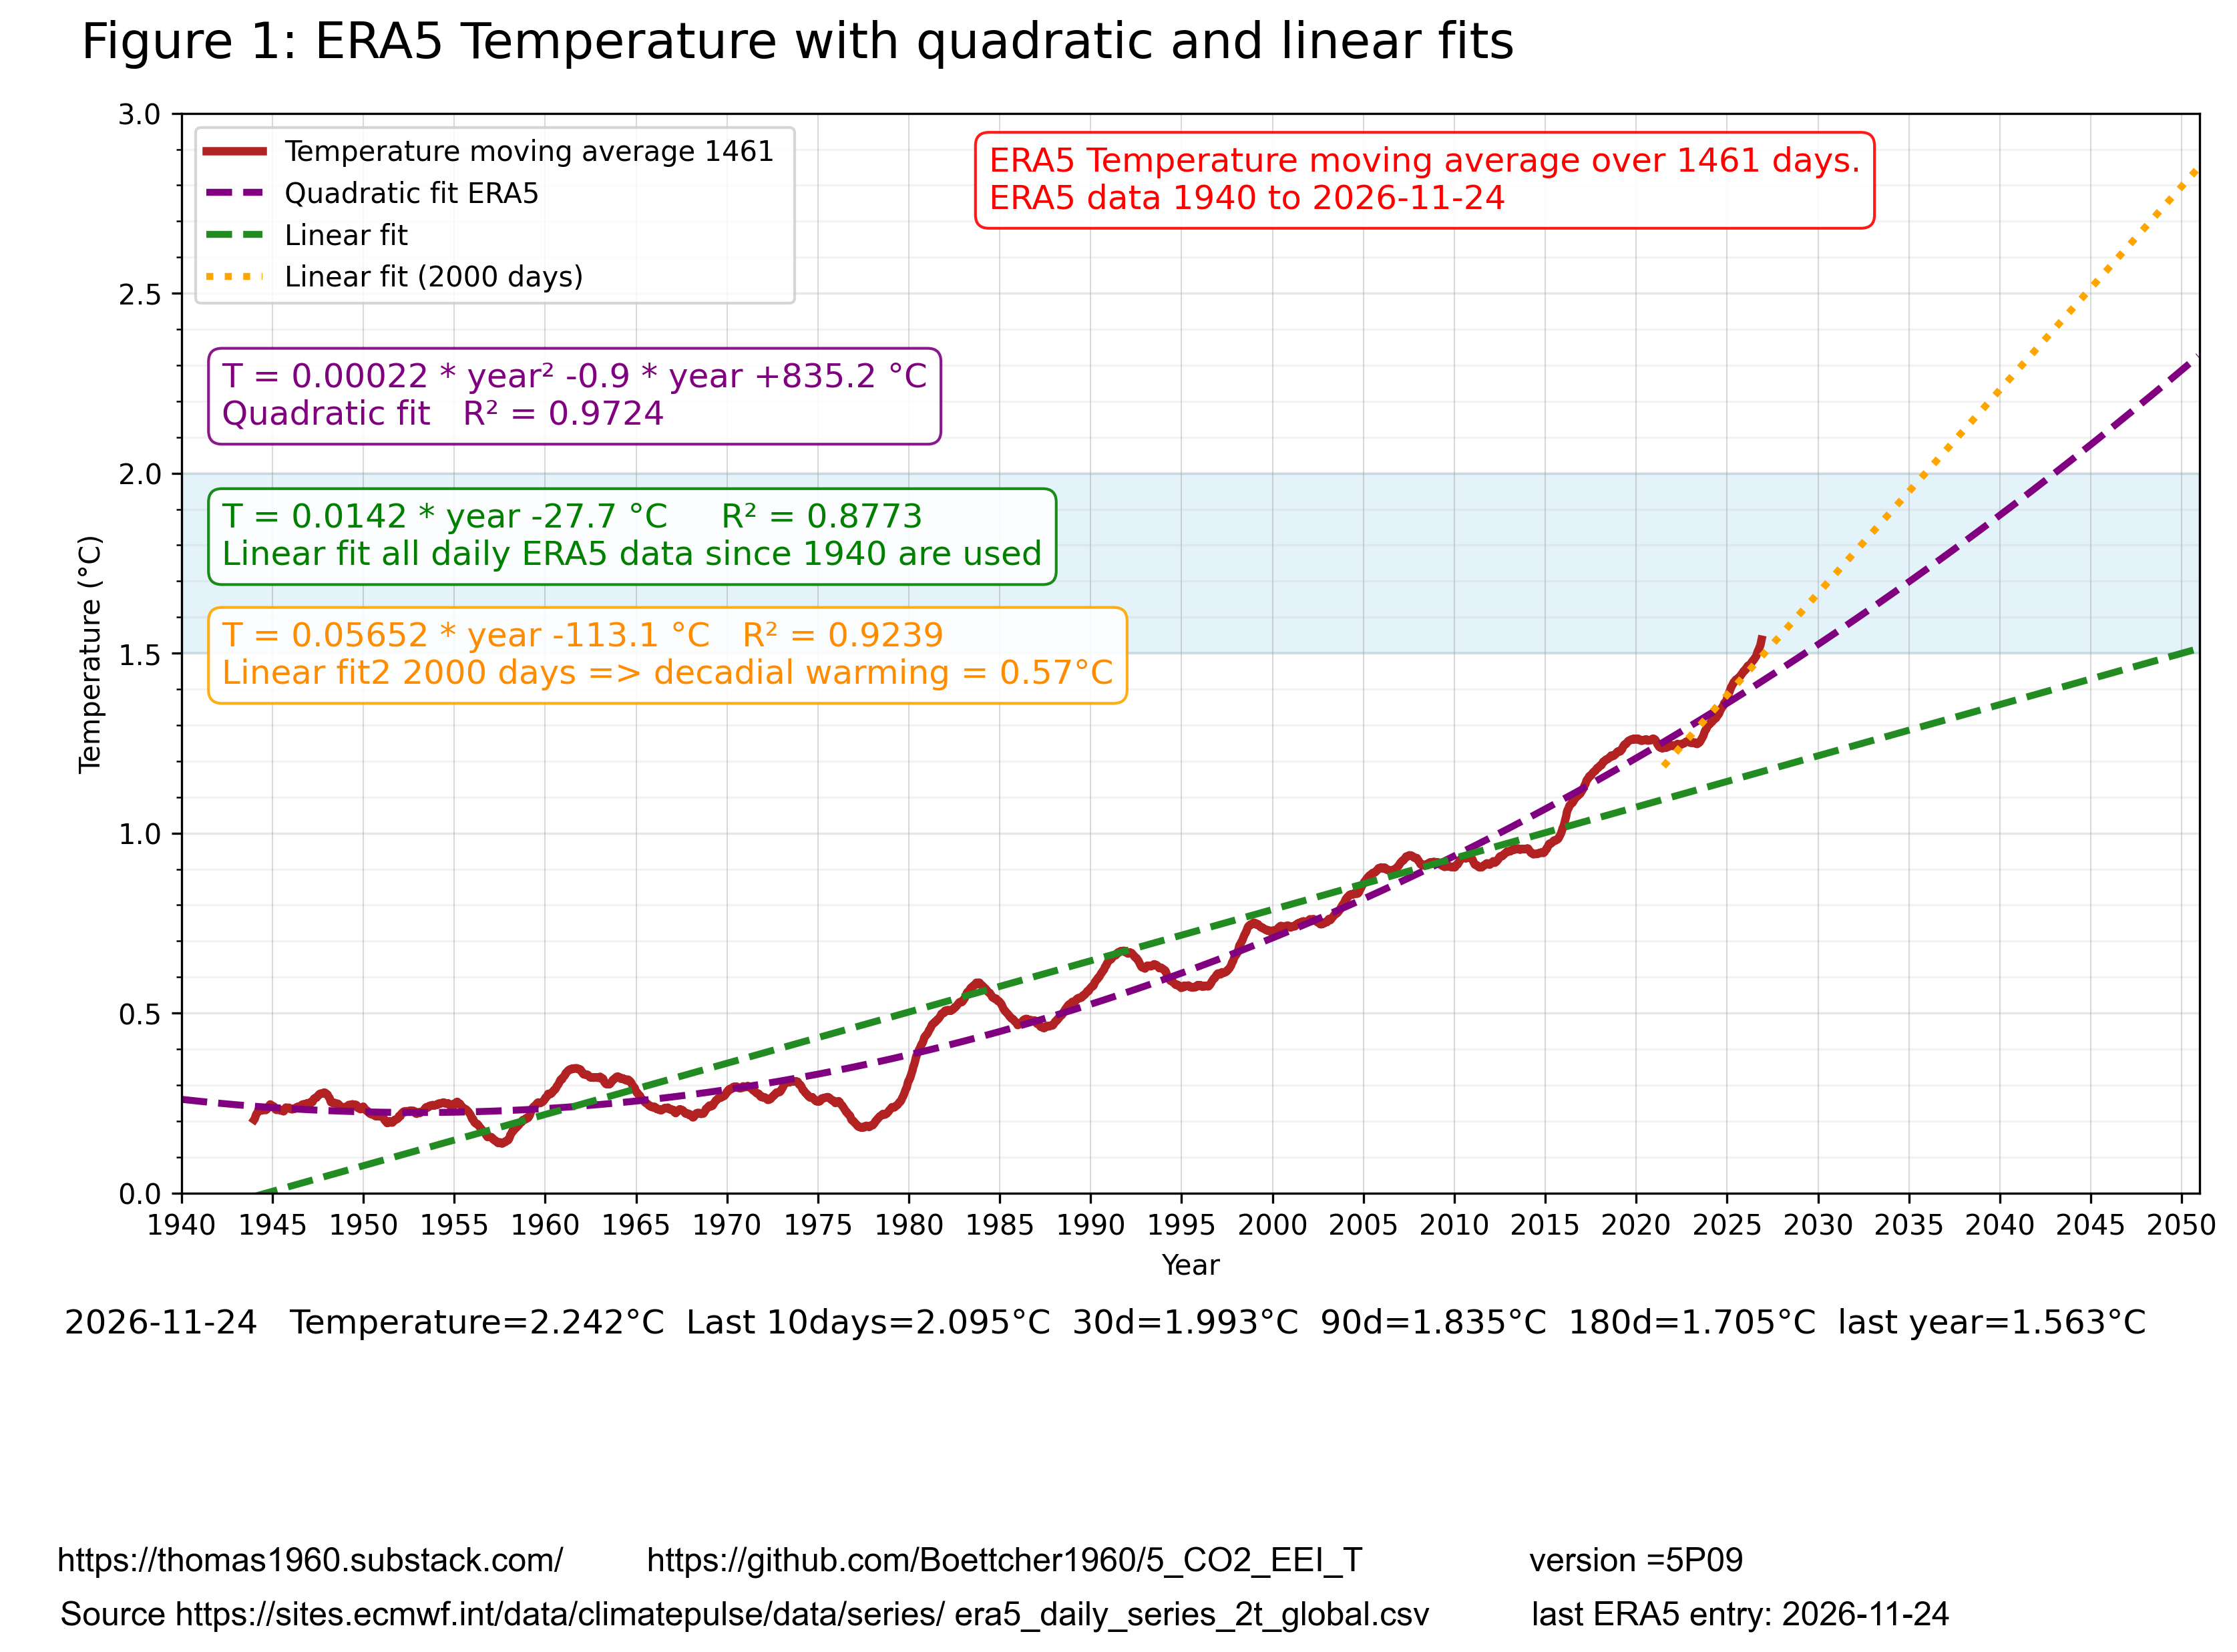 Figure 1: ERA5 Temperature with quadratic and linear fits
3.0
2.5
2.0
1.5
1.0
0.5
0.0
Temperature (°C)
Temperature moving average 1461
Quadratic fit ERA5
Linear fit
Linear fit (2000 days)
ERA5 Temperature moving average over 1461 days.
ERA5 data 1940 to 2026-11-24
T = 0.00022 * year² -0.9 * year +835.2 °C
Quadratic fit   R² = 0.9724
T = 0.0142 * year -27.7 °C     R² = 0.8773
Linear fit all daily ERA5 data since 1940 are used
T = 0.05652 * year -113.1 °C   R² = 0.9239
Linear fit2 2000 days => decadial warming = 0.57°C
1940 1945 1950 1955 1960 1965 1970 1975 1980 1985 1990 1995 2000 2005 2010 2015 2020 2025 2030 2035 2040 2045 2050
Year
2026-11-24   Temperature=2.242°C  Last 10days=2.095°C  30d=1.993°C  90d=1.835°C  180d=1.705°C  last year=1.563°C
https://thomas1960.substack.com/   https://github.com/Boettcher1960/5_CO2_EEI_T   version =5P09
Source https://sites.ecmwf.int/data/climatepulse/data/series/ era5_daily_series_2t_global.csv   last ERA5 entry: 2026-11-24